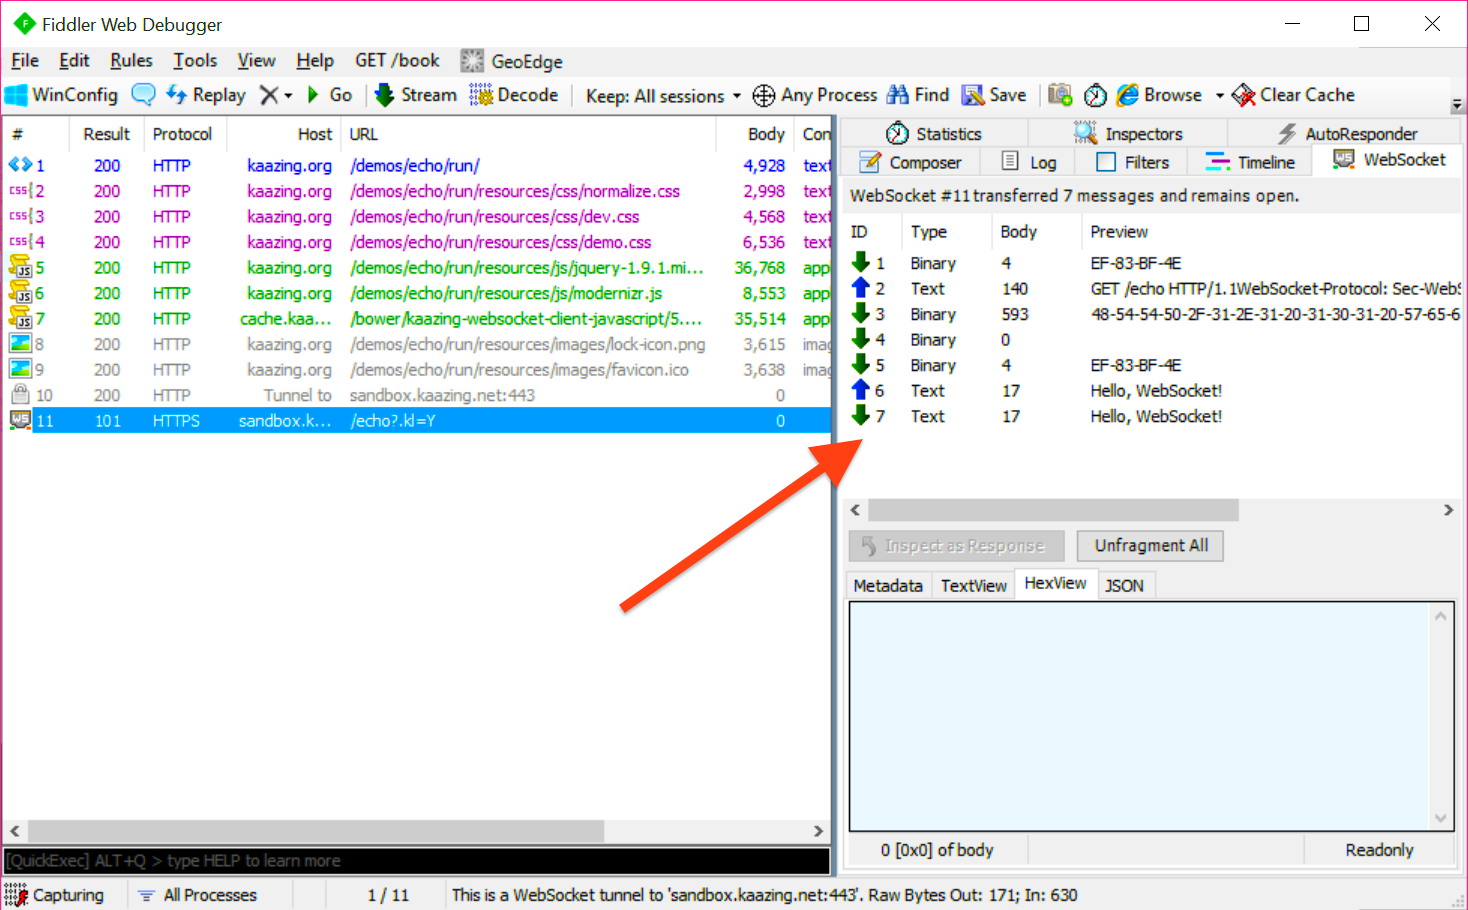 Fiddler Web Debugger
File Edit Rules Tools View Help GET /book GeoEdge
WinConfig Replay Go Stream Decode Keep: All sessions Any Process Find Save Browse Clear Cache
# Result Protocol Host URL Body Con
1 200 HTTP kaazing.org /demos/echo/run/ 4,928 text
2 200 HTTP kaazing.org /demos/echo/run/resources/css/normalize.css 2,998 text
3 200 HTTP kaazing.org /demos/echo/run/resources/css/dev.css 4,568 text
4 200 HTTP kaazing.org /demos/echo/run/resources/css/demo.css 6,536 text
5 200 HTTP kaazing.org /demos/echo/run/resources/js/jquery-1.9.1.mi... 36,768 app
6 200 HTTP kaazing.org /demos/echo/run/resources/js/modernizr.js 8,553 app
7 200 HTTP cache.kaa... /bower/kaazing-websocket-client-javascript/5.... 35,514 app
8 200 HTTP kaazing.org /demos/echo/run/resources/images/lock-icon.png 3,615 imag
9 200 HTTP kaazing.org /demos/echo/run/resources/images/favicon.ico 3,638 imag
10 200 HTTP Tunnel to sandbox.kaazing.net:443 0
11 101 HTTPS sandbox.k... /echo?.kl=Y 0
Statistics Inspectors AutoResponder
Composer Log Filters Timeline WebSocket
WebSocket #11 transferred 7 messages and remains open.
ID Type Body Preview
1 Binary 4 EF-83-BF-4E
2 Text 140 GET /echo HTTP/1.1WebSocket-Protocol: Sec-WebS
3 Binary 593 48-54-54-50-2F-31-2E-31-20-31-30-31-20-57-65-6
4 Binary 0
5 Binary 4 EF-83-BF-4E
6 Text 17 Hello, WebSocket!
7 Text 17 Hello, WebSocket!
Inspect as Response Unfragment All
Metadata TextView HexView JSON
0 [0x0] of body Readonly
[QuickExec] ALT+Q > type HELP to learn more
Capturing All Processes 1 / 11 This is a WebSocket tunnel to 'sandbox.kaazing.net:443'. Raw Bytes Out: 171; In: 630